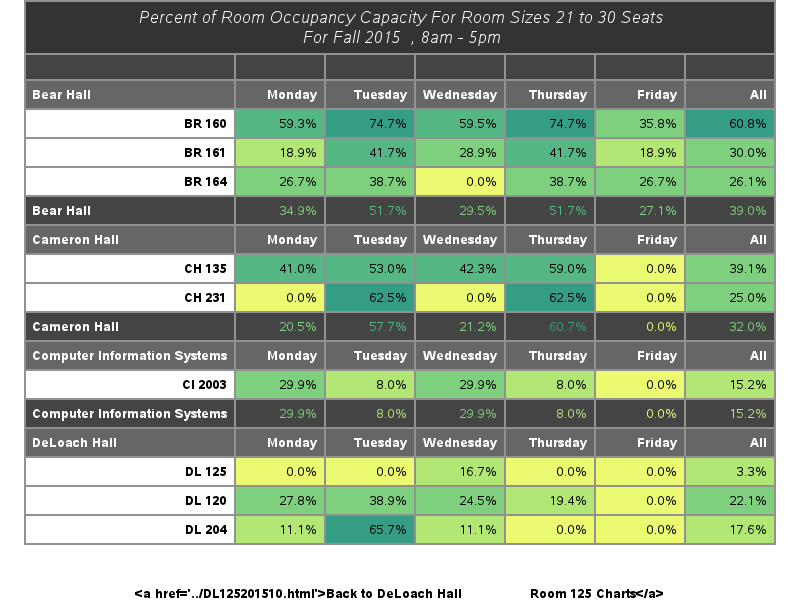 Percent of Room Occupancy Capacity For Room Sizes 21 to 30 Seats
For Fall 2015 , 8am - 5pm
Bear Hall Monday Tuesday Wednesday Thursday Friday All
BR 160 59.3% 74.7% 59.5% 74.7% 35.8% 60.8%
BR 161 18.9% 41.7% 28.9% 41.7% 18.9% 30.0%
BR 164 26.7% 38.7% 0.0% 38.7% 26.7% 26.1%
Bear Hall 34.9% 51.7% 29.5% 51.7% 27.1% 39.0%
Cameron Hall Monday Tuesday Wednesday Thursday Friday All
CH 135 41.0% 53.0% 42.3% 59.0% 0.0% 39.1%
CH 231 0.0% 62.5% 0.0% 62.5% 0.0% 25.0%
Cameron Hall 20.5% 57.7% 21.2% 60.7% 0.0% 32.0%
Computer Information Systems Monday Tuesday Wednesday Thursday Friday All
CI 2003 29.9% 8.0% 29.9% 8.0% 0.0% 15.2%
Computer Information Systems 29.9% 8.0% 29.9% 8.0% 0.0% 15.2%
DeLoach Hall Monday Tuesday Wednesday Thursday Friday All
DL 125 0.0% 0.0% 16.7% 0.0% 0.0% 3.3%
DL 120 27.8% 38.9% 24.5% 19.4% 0.0% 22.1%
DL 204 11.1% 65.7% 11.1% 0.0% 0.0% 17.6%
<a href='../DL125201510.html'>Back to DeLoach Hall Room 125 Charts</a>